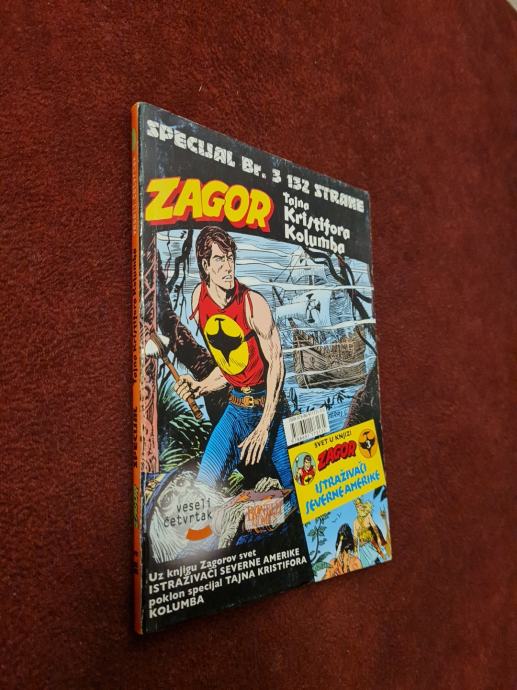 SPECIJAL Br. 3 132 STRANE
ZAGOR
Tajna
Kristifora
Kolumba
SVET U KNJIZI
ZAGOR
ISTRAŽIVAČI
SEVERNE AMERIKE
veseli
četvrtak
Uz knjigu Zagorov svet
ISTRAŽIVAČI SEVERNE AMERIKE
poklon specijal TAJNA KRISTIFORA
KOLUMBA
SPECIJAL